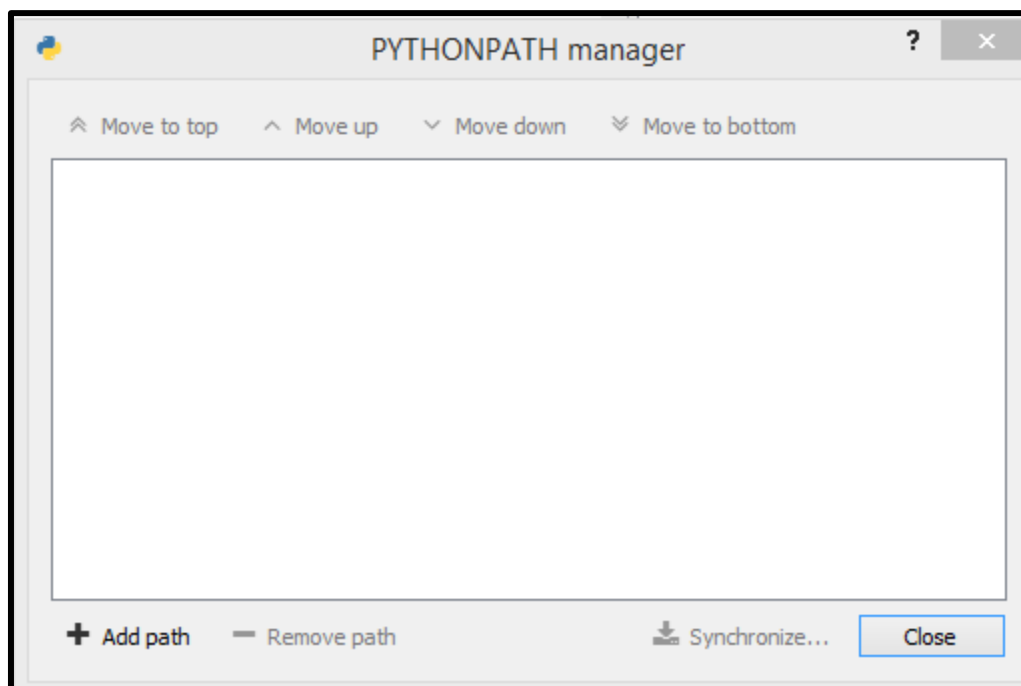 PYTHONPATH manager ? ×
Move to top Move up Move down Move to bottom
Add path Remove path Synchronize... Close